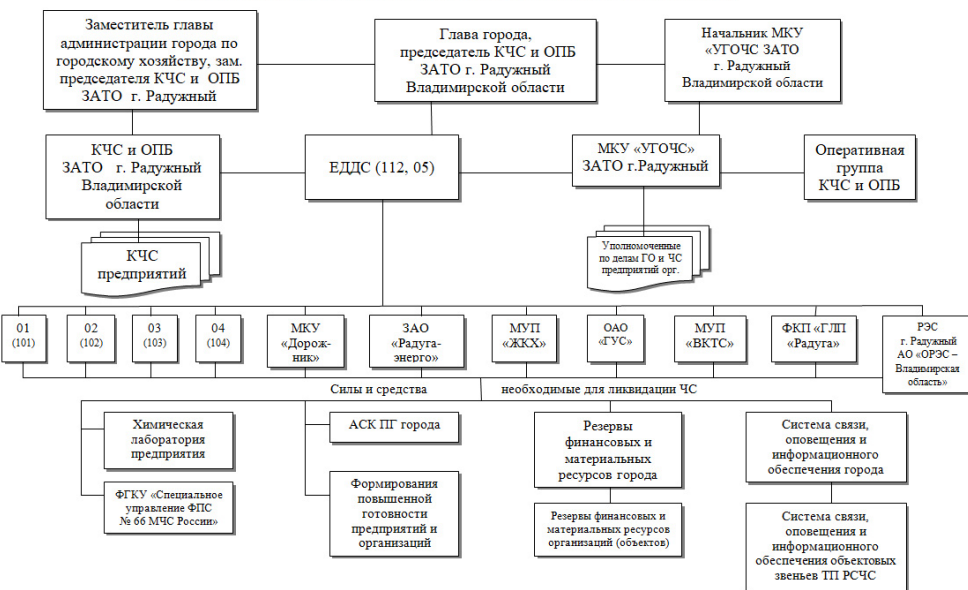 Заместитель главы
администрации города по
городскому хозяйству, зам.
председателя КЧС и ОПБ
ЗАТО г. Радужный
Глава города,
председатель КЧС и ОПБ
ЗАТО г. Радужный
Владимирской области
Начальник МКУ
«УГОЧС ЗАТО
г. Радужный
Владимирской области
КЧС и ОПБ
ЗАТО г. Радужный
Владимирской
области
ЕДДС (112, 05)
МКУ «УГОЧС»
ЗАТО г.Радужный
Оперативная
группа
КЧС и ОПБ
КЧС
предприятий
Уполномоченные
по делам ГО и ЧС
предприятий орг.
01
(101)
02
(102)
03
(103)
04
(104)
МКУ
«Дорож-
ник»
ЗАО
«Радуга-
энерго»
МУП
«ЖКХ»
ОАО
«ГУС»
МУП
«ВКТС»
ФКП «ГЛП
«Радуга»
РЭС
г. Радужный
АО «ОРЭС –
Владимирская
область»
Силы и средства необходимые для ликвидации ЧС
Химическая
лаборатория
предприятия
АСК ПГ города
Резервы
финансовых и
материальных
ресурсов города
Система связи,
оповещения и
информационного
обеспечения города
ФГКУ «Специальное
управление ФПС
№ 66 МЧС России»
Формирования
повышенной
готовности
предприятий и
организаций
Резервы финансовых и
материальных ресурсов
организаций (объектов)
Система связи,
оповещения и
информационного
обеспечения объектовых
звеньев ТП РСЧС